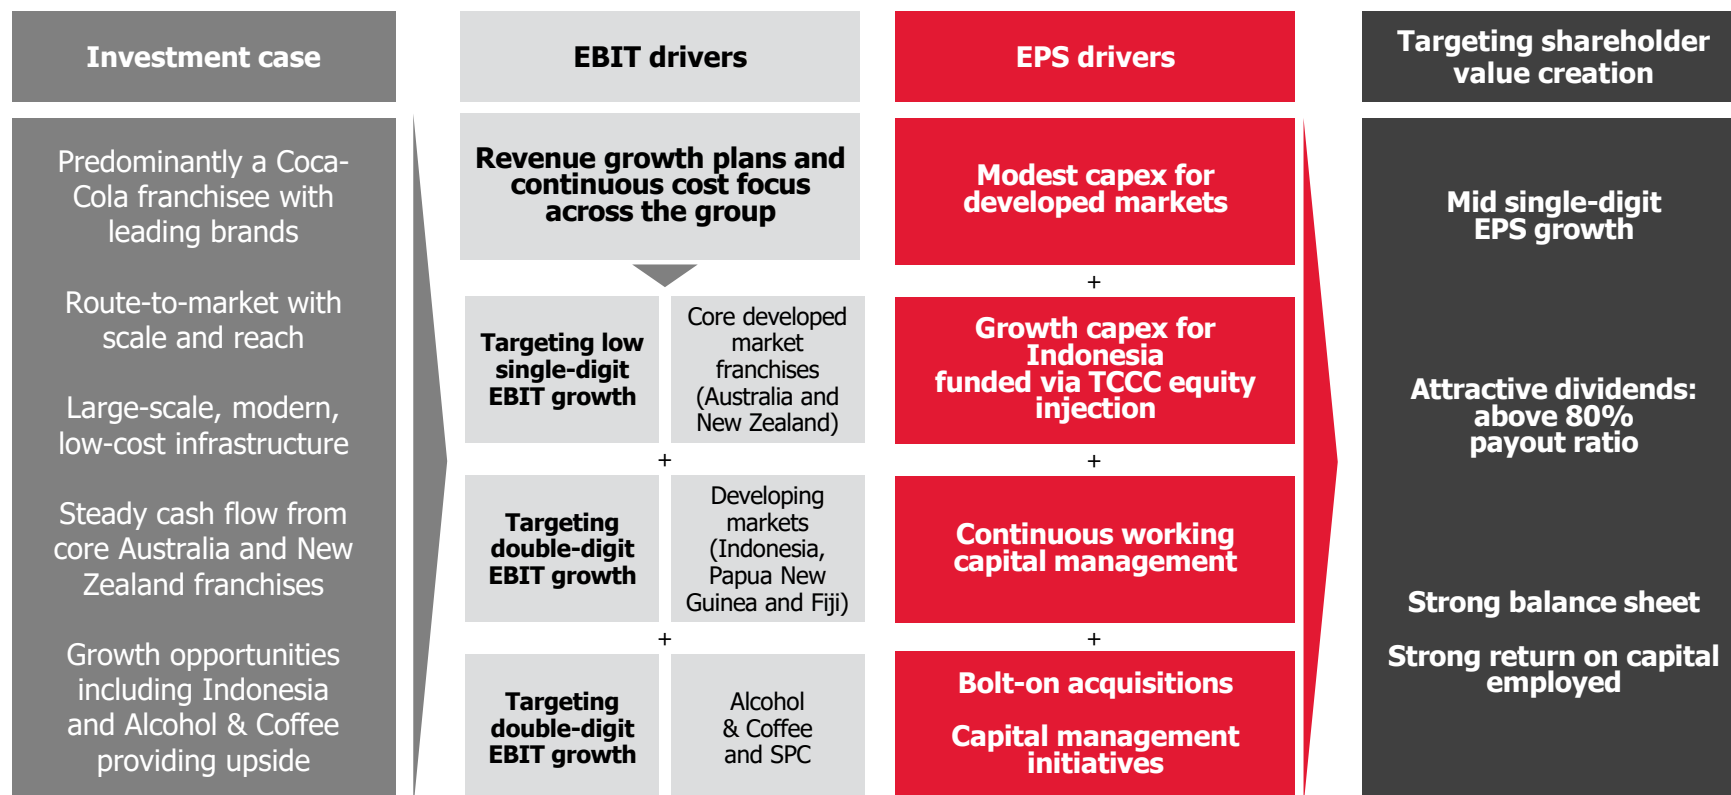 Investment case
Predominantly a Coca-
Cola franchisee with
leading brands
Route-to-market with
scale and reach
Large-scale, modern,
low-cost infrastructure
Steady cash flow from
core Australia and New
Zealand franchises
Growth opportunities
including Indonesia
and Alcohol & Coffee
providing upside
EBIT drivers
Revenue growth plans and
continuous cost focus
across the group
Targeting low
single-digit
EBIT growth
Core developed
market
franchises
(Australia and
New Zealand)
+
Targeting
double-digit
EBIT growth
Developing
markets
(Indonesia,
Papua New
Guinea and Fiji)
+
Targeting
double-digit
EBIT growth
Alcohol
& Coffee
and SPC
EPS drivers
Modest capex for
developed markets
+
Growth capex for
Indonesia
funded via TCCC equity
injection
+
Continuous working
capital management
+
Bolt-on acquisitions
Capital management
initiatives
Targeting shareholder
value creation
Mid single-digit
EPS growth
Attractive dividends:
above 80%
payout ratio
Strong balance sheet
Strong return on capital
employed